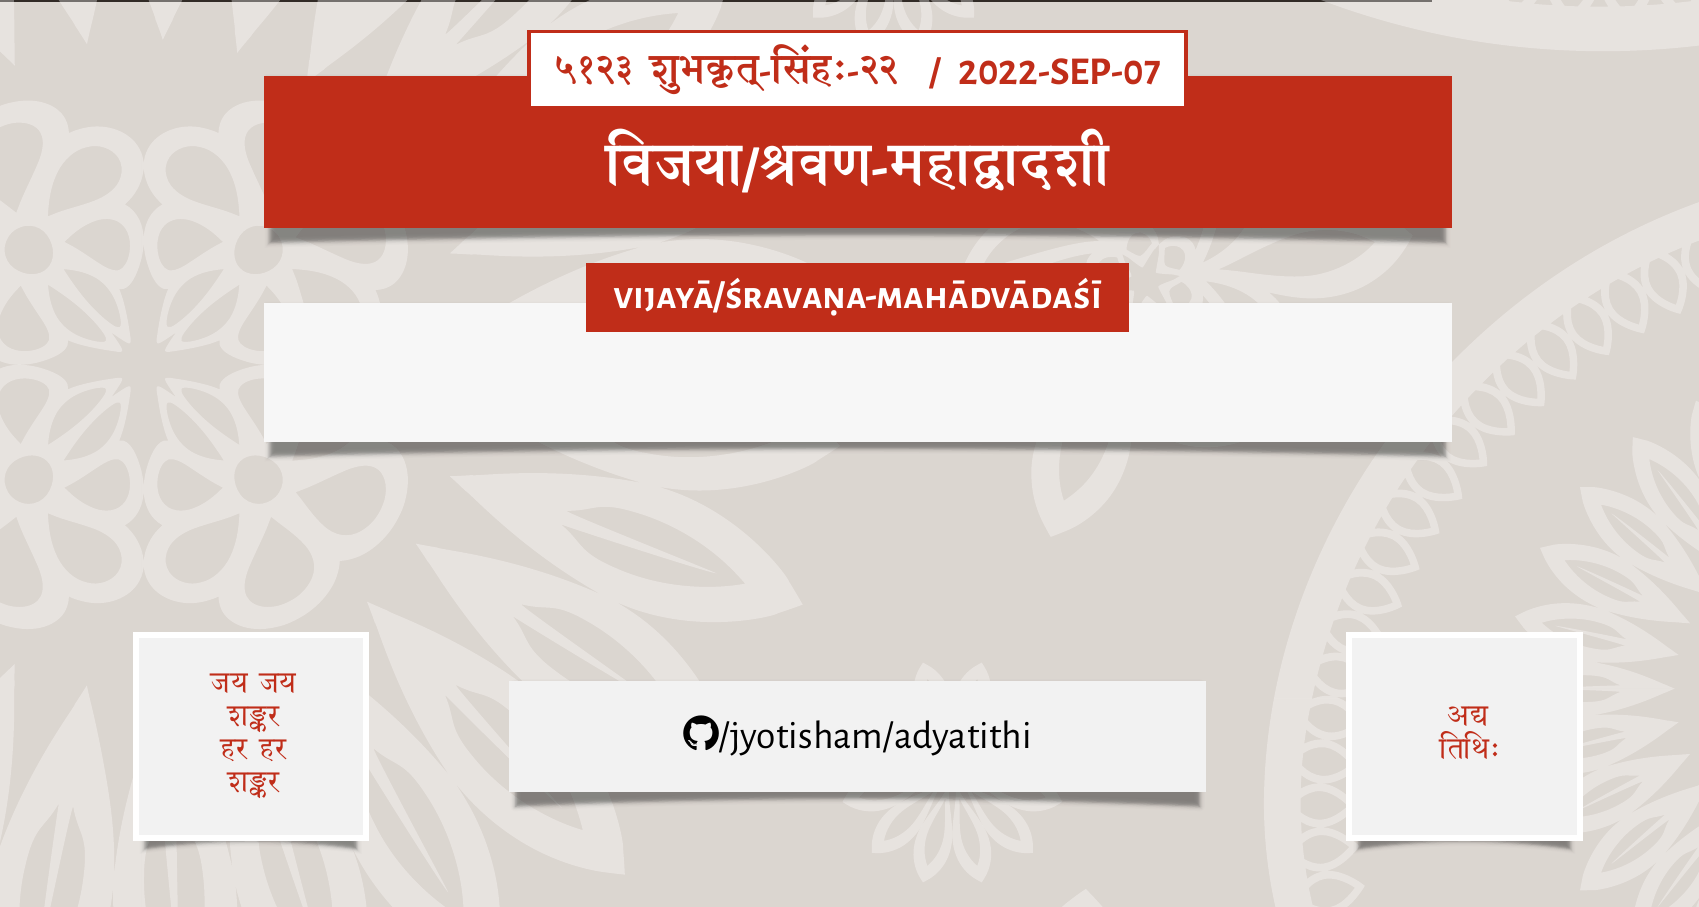 ५१२३ शुभकृत्-सिंहः-२२ / 2022-SEP-07
विजया/श्रवण-महाद्वादशी
VIJAYĀ/ŚRAVAṆA-MAHĀDVĀDAŚĪ
जय जय
शङ्कर
हर हर
शङ्कर
/jyotisham/adyatithi
अद्य
तिथिः